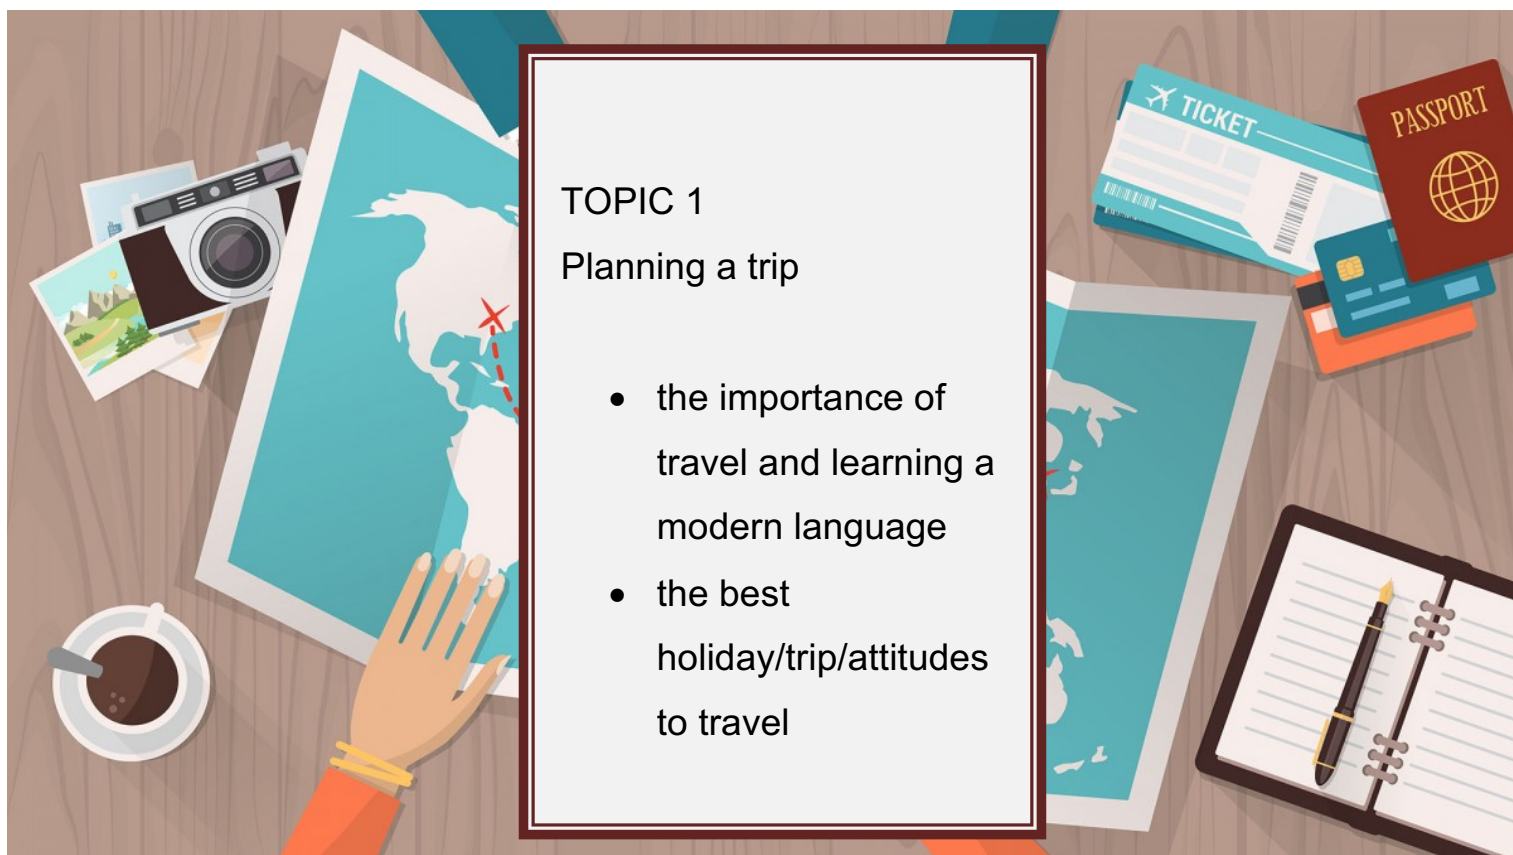 TOPIC 1
Planning a trip
• the importance of
travel and learning a
modern language
• the best
holiday/trip/attitudes
to travel
TICKET
PASSPORT